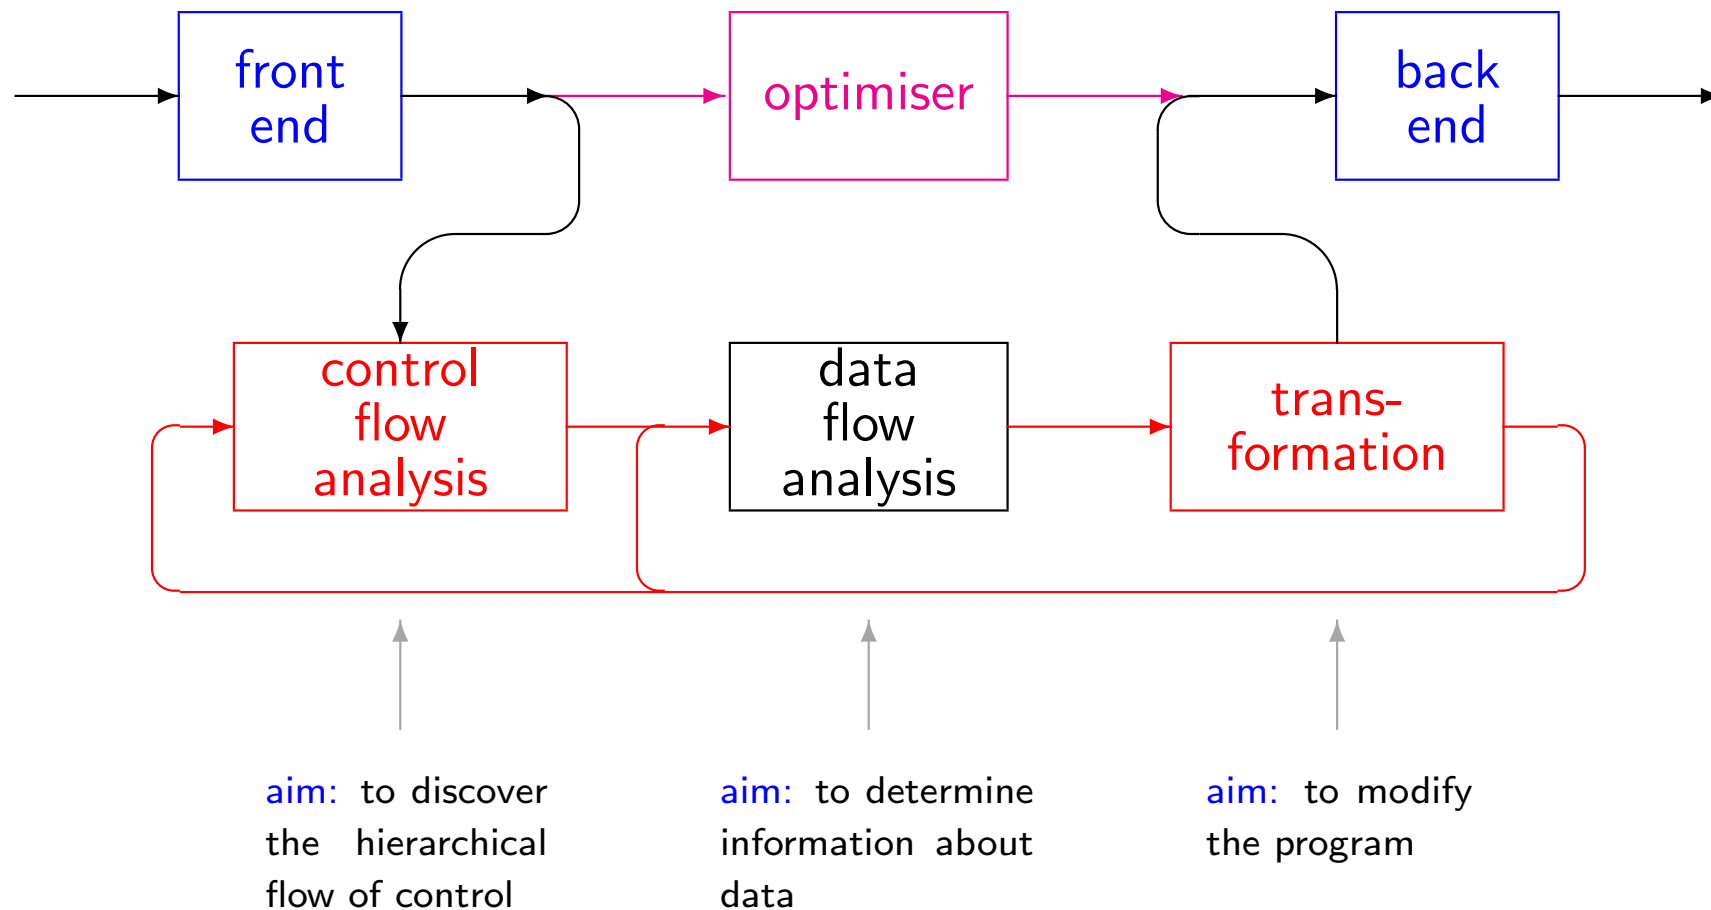 front
end
optimiser
back
end
control
flow
analysis
data
flow
analysis
trans-
formation
aim: to discover
the hierarchical
flow of control
aim: to determine
information about
data
aim: to modify
the program